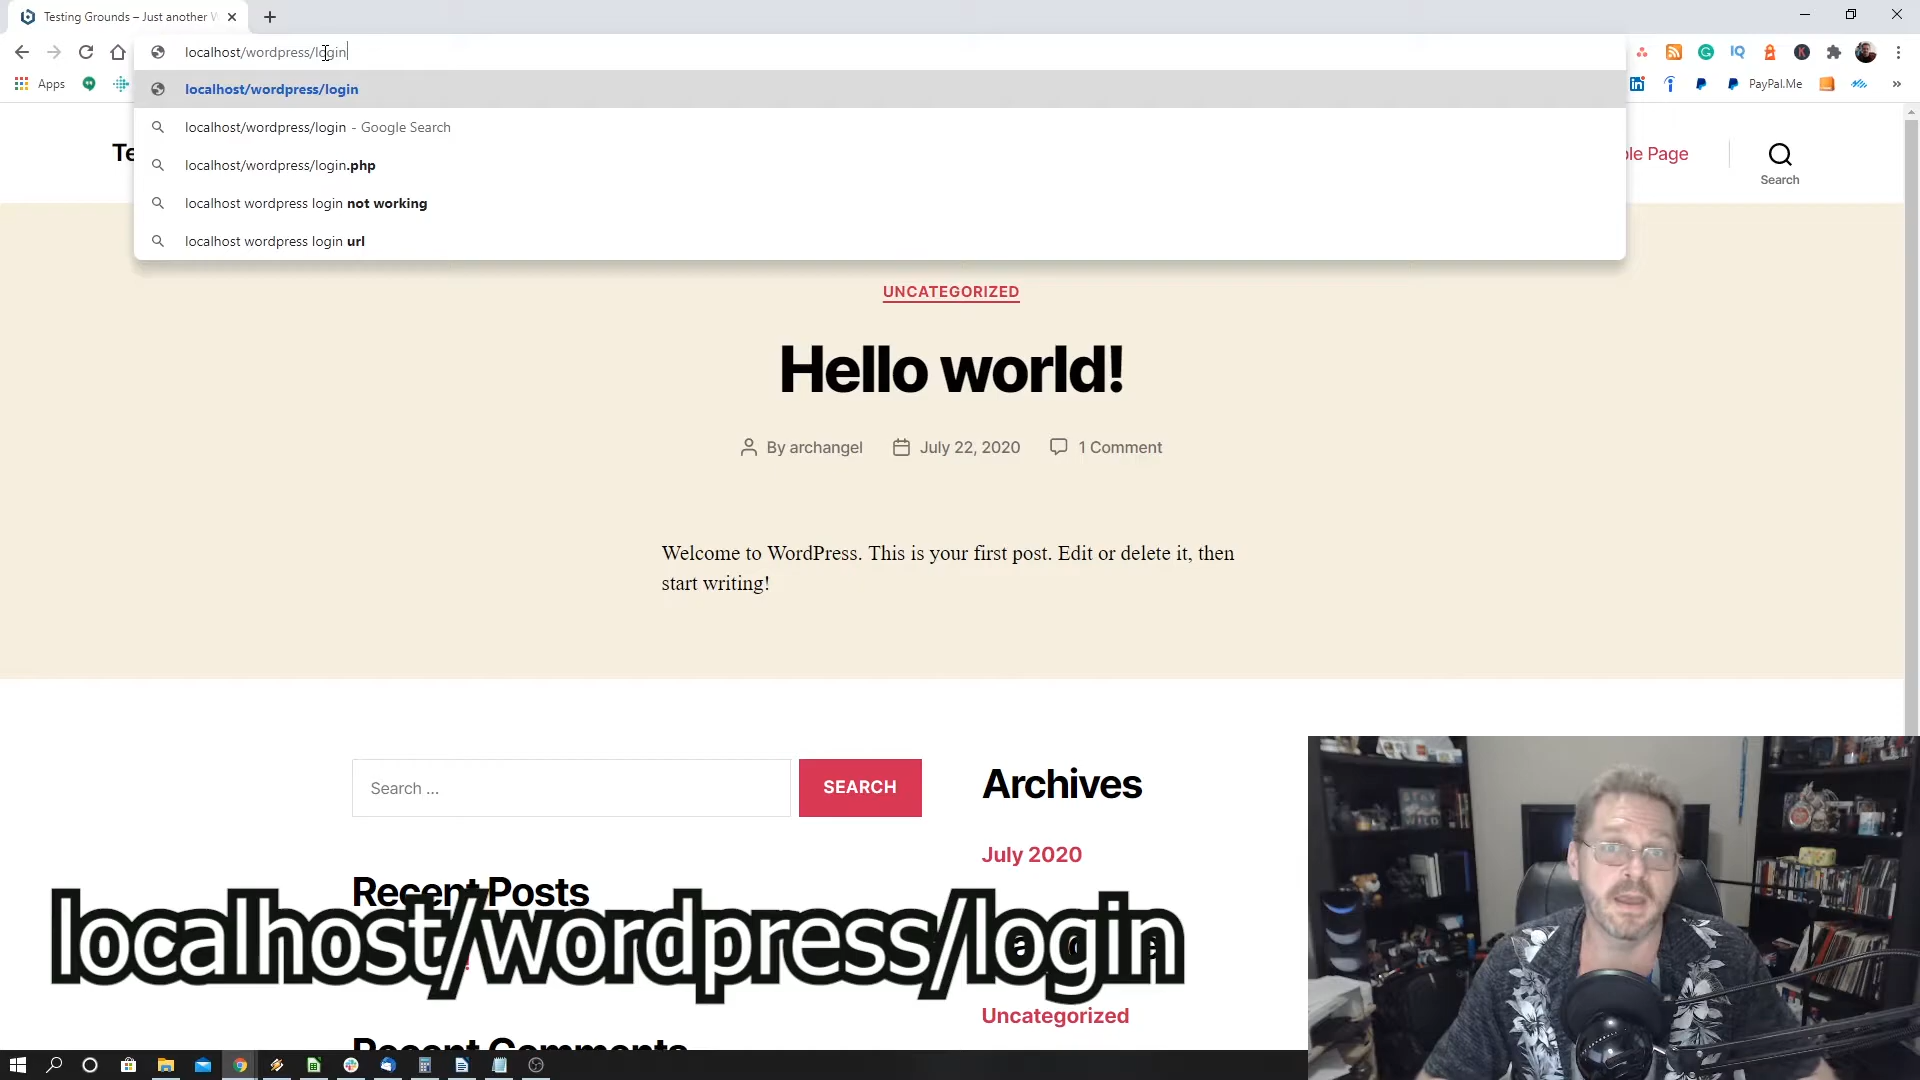 Testing Grounds – Just another W
localhost/wordpress/login
Apps
PayPal.Me
localhost/wordpress/login
localhost/wordpress/login - Google Search
localhost/wordpress/login.php
localhost wordpress login not working
localhost wordpress login url
Te
ple Page
Search
UNCATEGORIZED
Hello world!
By archangel July 22, 2020 1 Comment
Welcome to WordPress. This is your first post. Edit or delete it, then
start writing!
Search …
SEARCH
Archives
July 2020
Recent Posts
localhost/wordpress/login
Uncategorized
Recent Comments